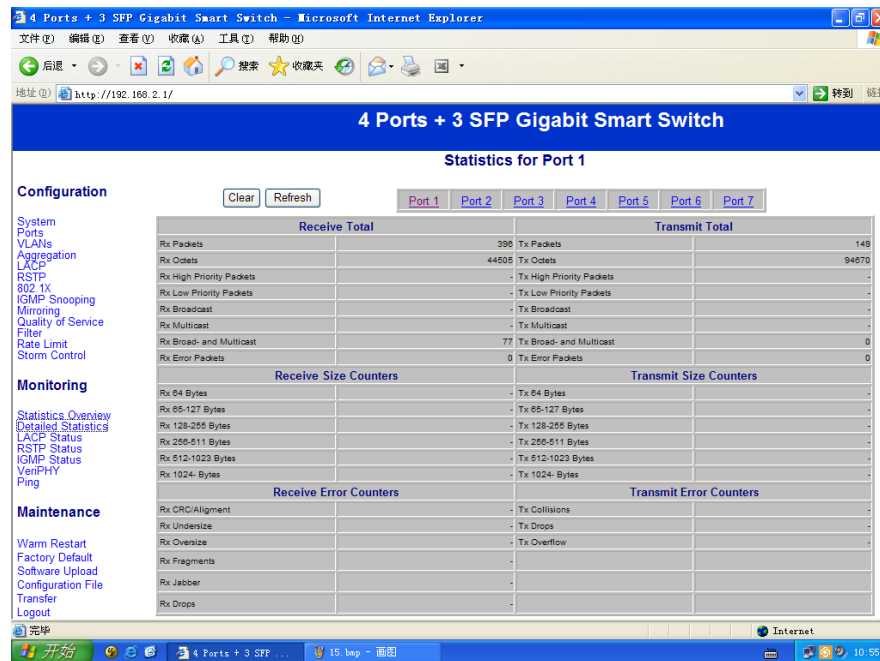 4 Ports + 3 SFP Gigabit Smart Switch - Microsoft Internet Explorer
文件(F) 编辑(E) 查看(V) 收藏(A) 工具(T) 帮助(H)
后退 搜索 收藏夹
地址(D) http://192.168.2.1/ 转到
4 Ports + 3 SFP Gigabit Smart Switch
Statistics for Port 1
Configuration
System
Ports
VLANs
Aggregation
LACP
RSTP
802.1X
IGMP Snooping
Mirroring
Quality of Service
Filter
Rate Limit
Storm Control
Monitoring
Statistics Overview
Detailed Statistics
LACP Status
RSTP Status
IGMP Status
VeriPHY
Ping
Maintenance
Warm Restart
Factory Default
Software Upload
Configuration File
Transfer
Logout
Clear Refresh Port 1 Port 2 Port 3 Port 4 Port 5 Port 6 Port 7
Receive Total Transmit Total
Rx Packets 396 Tx Packets 149
Rx Octets 44505 Tx Octets 94670
Rx High Priority Packets - Tx High Priority Packets -
Rx Low Priority Packets - Tx Low Priority Packets -
Rx Broadcast - Tx Broadcast -
Rx Multicast - Tx Multicast -
Rx Broad- and Multicast 77 Tx Broad- and Multicast 0
Rx Error Packets 0 Tx Error Packets 0
Receive Size Counters Transmit Size Counters
Rx 64 Bytes - Tx 64 Bytes -
Rx 65-127 Bytes - Tx 65-127 Bytes -
Rx 128-255 Bytes - Tx 128-255 Bytes -
Rx 256-511 Bytes - Tx 256-511 Bytes -
Rx 512-1023 Bytes - Tx 512-1023 Bytes -
Rx 1024- Bytes - Tx 1024- Bytes -
Receive Error Counters Transmit Error Counters
Rx CRC/Aligment - Tx Collisions -
Rx Undersize - Tx Drops -
Rx Oversize - Tx Overflow -
Rx Fragments -
Rx Jabber -
Rx Drops -
完毕 Internet
开始 4 Ports + 3 SFP ... 15.bmp - 画图 10:55